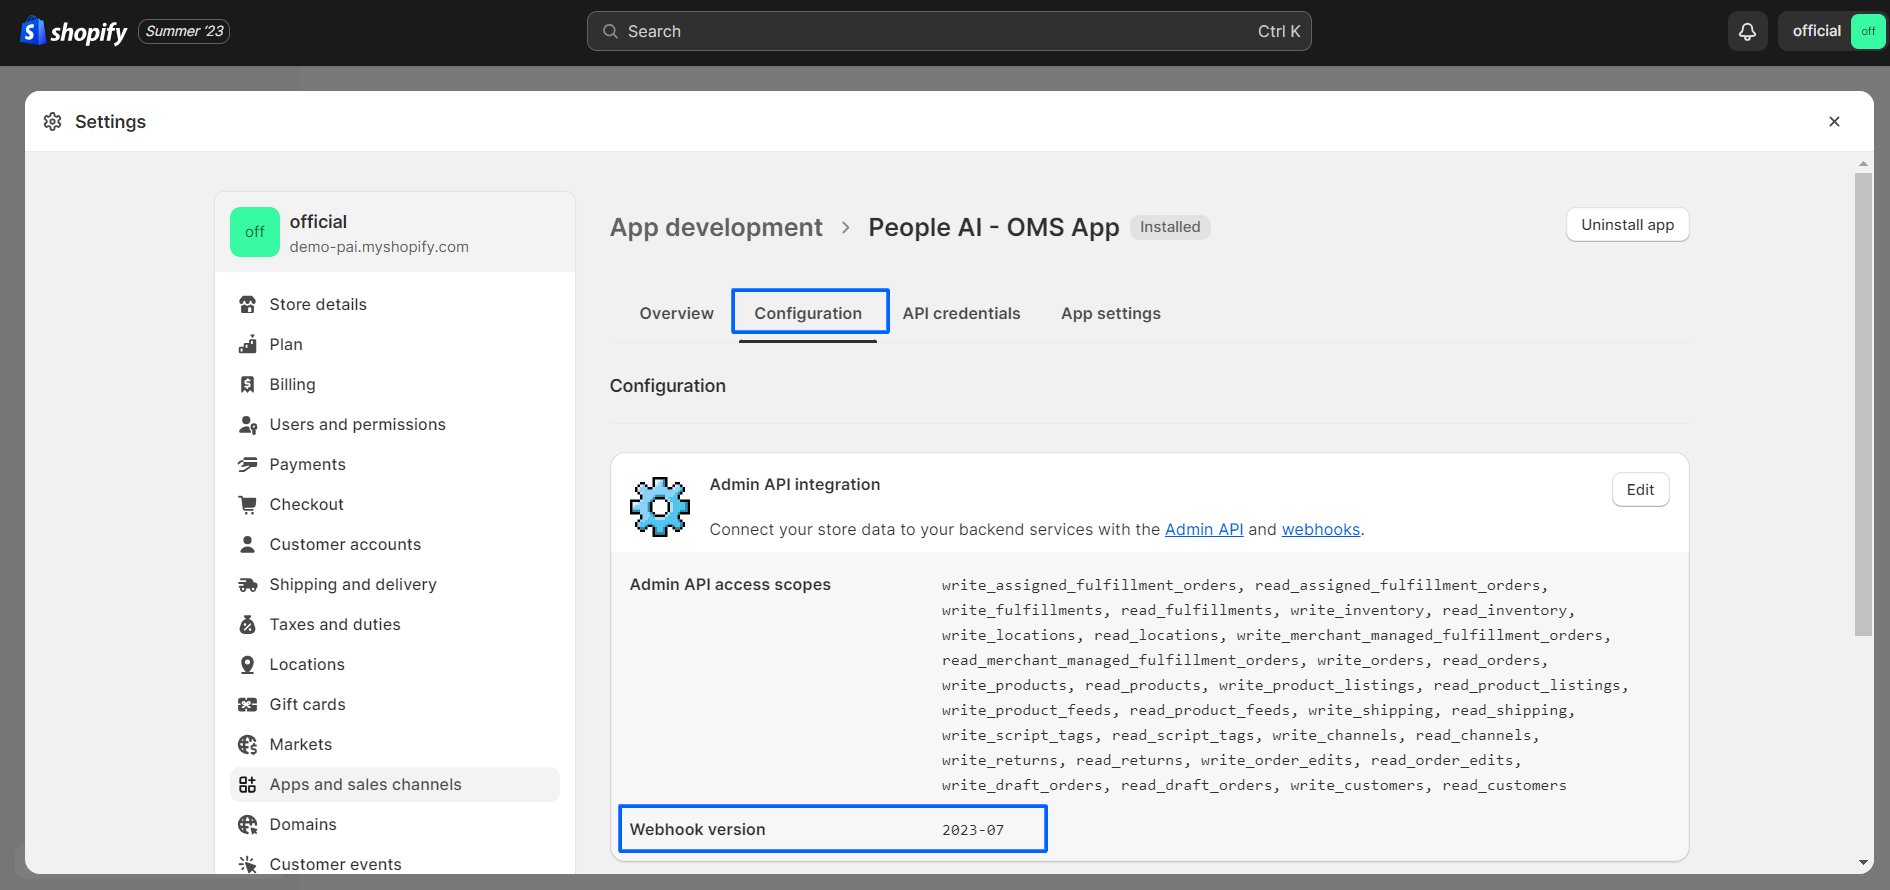 shopify Summer '23
Search Ctrl K
official off
Settings
off
official
demo-pai.myshopify.com
Store details
Plan
Billing
Users and permissions
Payments
Checkout
Customer accounts
Shipping and delivery
Taxes and duties
Locations
Gift cards
Markets
Apps and sales channels
Domains
Customer events
App development > People AI - OMS App Installed
Uninstall app
Overview Configuration API credentials App settings
Configuration
Admin API integration
Edit
Connect your store data to your backend services with the Admin API and webhooks.
Admin API access scopes
write_assigned_fulfillment_orders, read_assigned_fulfillment_orders,
write_fulfillments, read_fulfillments, write_inventory, read_inventory,
write_locations, read_locations, write_merchant_managed_fulfillment_orders,
read_merchant_managed_fulfillment_orders, write_orders, read_orders,
write_products, read_products, write_product_listings, read_product_listings,
write_product_feeds, read_product_feeds, write_shipping, read_shipping,
write_script_tags, read_script_tags, write_channels, read_channels,
write_returns, read_returns, write_order_edits, read_order_edits,
write_draft_orders, read_draft_orders, write_customers, read_customers
Webhook version 2023-07